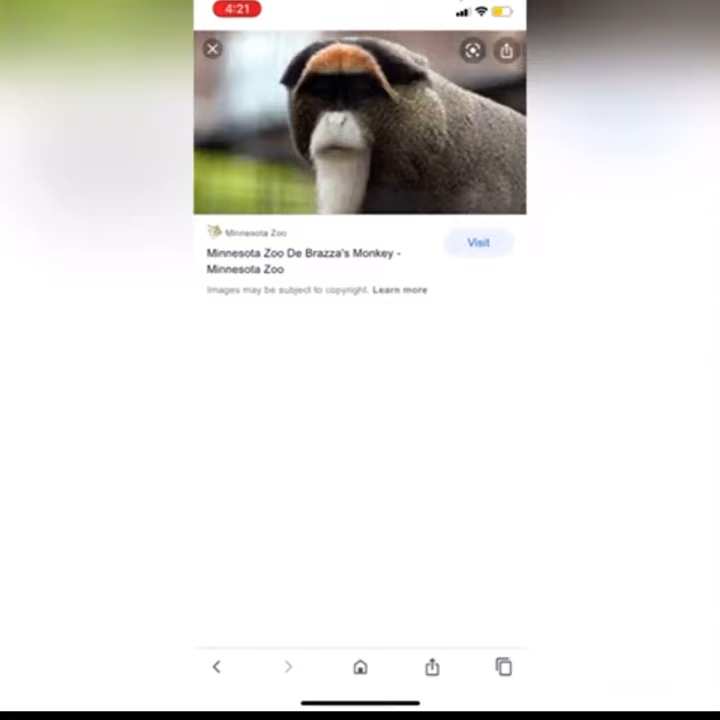 4:21
Minnesota Zoo
Minnesota Zoo De Brazza's Monkey -
Minnesota Zoo
Visit
Images may be subject to copyright. Learn more